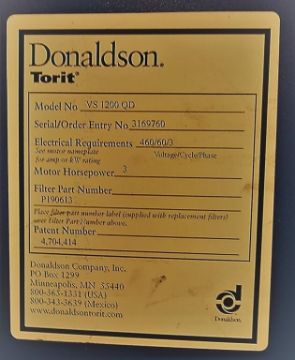 Donaldson.
Torit®
Model No. VS 1200 QD
Serial/Order Entry No. 3169760
Electrical Requirements 460/60/3
See motor nameplate
for amp or kW rating
Voltage/Cycle/Phase
Motor Horsepower 3
Filter Part Number
P190613
Place filter part number label (supplied with replacement filters)
over Filter Part Number above.
Patent Number
4,704,414
Donaldson Company, Inc.
PO Box 1299
Minneapolis, MN 55440
800-365-1331 (USA)
800-343-3639 (Mexico)
www.donaldsontorit.com
Donaldson.